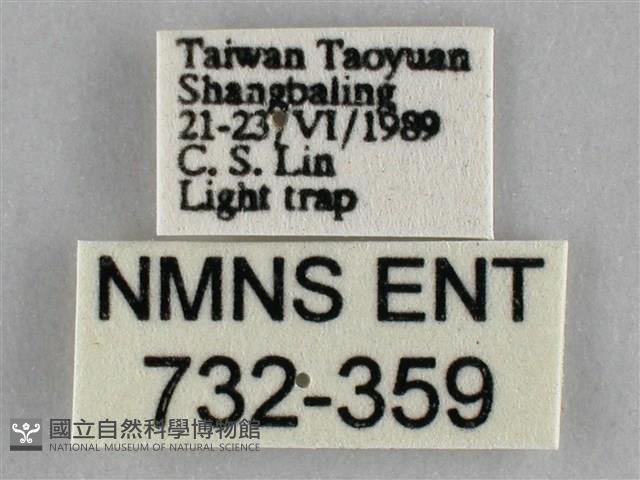 Taiwan Taoyuan
Shangbaling
21-23/VI/1989
C. S. Lin
Light trap
NMNS ENT
732-359
國立自然科學博物館
NATIONAL MUSEUM OF NATURAL SCIENCE